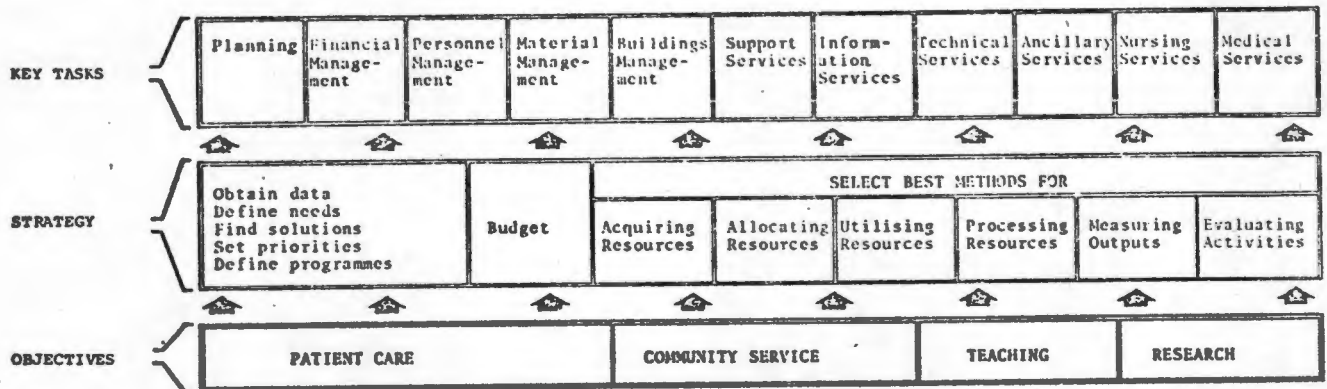 KEY TASKS
Planning
Financial
Manage-
ment
Personnel
Manage-
ment
Material
Manage-
ment
Buildings
Manage-
ment
Support
Services
Inform-
ation
Services
Technical
Services
Ancillary
Services
Nursing
Services
Medical
Services
STRATEGY
Obtain data
Define needs
Find solutions
Set priorities
Define programmes
Budget
SELECT BEST METHODS FOR
Acquiring
Resources
Allocating
Resources
Utilising
Resources
Processing
Resources
Measuring
Outputs
Evaluating
Activities
OBJECTIVES
PATIENT CARE
COMMUNITY SERVICE
TEACHING
RESEARCH